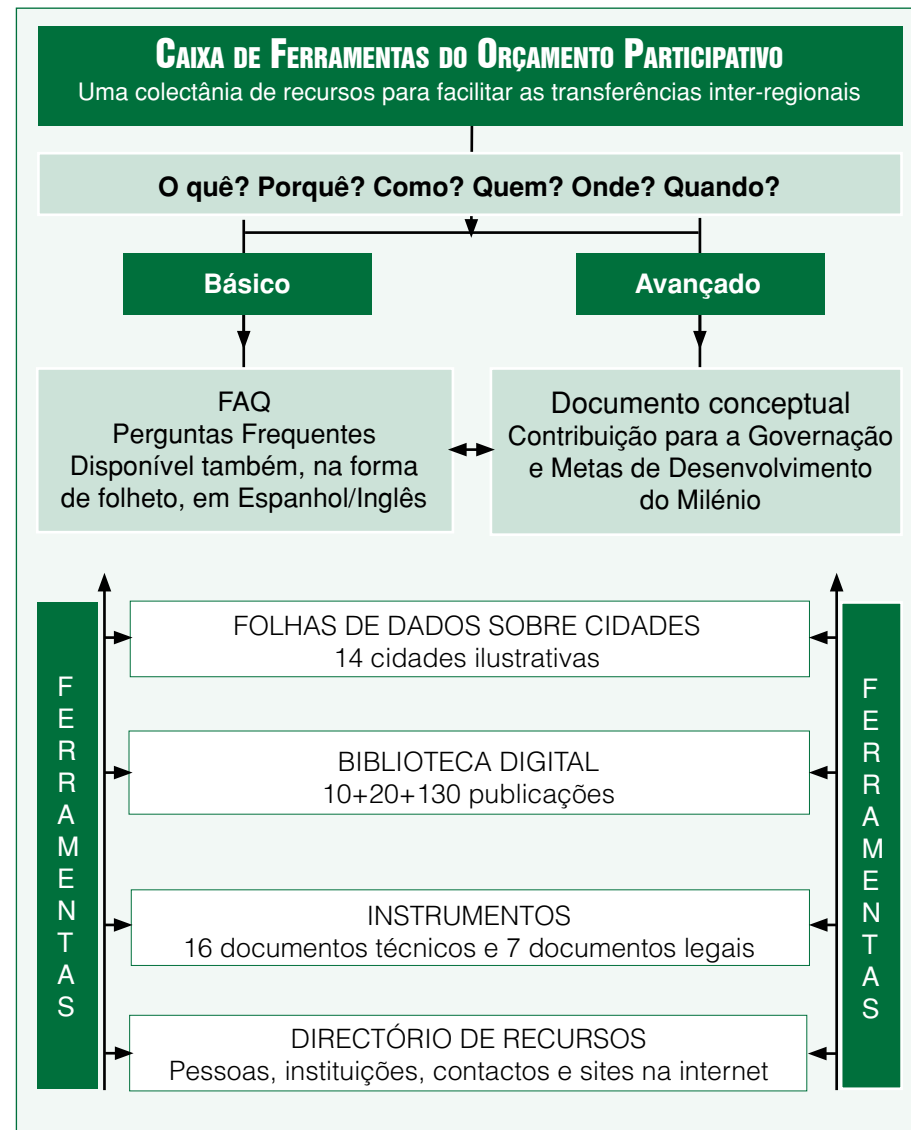 CAIXA DE FERRAMENTAS DO ORÇAMENTO PARTICIPATIVO
Uma colectânia de recursos para facilitar as transferências inter-regionais
O quê? Porquê? Como? Quem? Onde? Quando?
Básico
Avançado
FAQ
Perguntas Frequentes
Disponível também, na forma
de folheto, em Espanhol/Inglês
Documento conceptual
Contribuição para a Governação
e Metas de Desenvolvimento
do Milénio
FERRAMENTAS
FOLHAS DE DADOS SOBRE CIDADES
14 cidades ilustrativas
BIBLIOTECA DIGITAL
10+20+130 publicações
INSTRUMENTOS
16 documentos técnicos e 7 documentos legais
DIRECTÓRIO DE RECURSOS
Pessoas, instituições, contactos e sites na internet
FERRAMENTAS